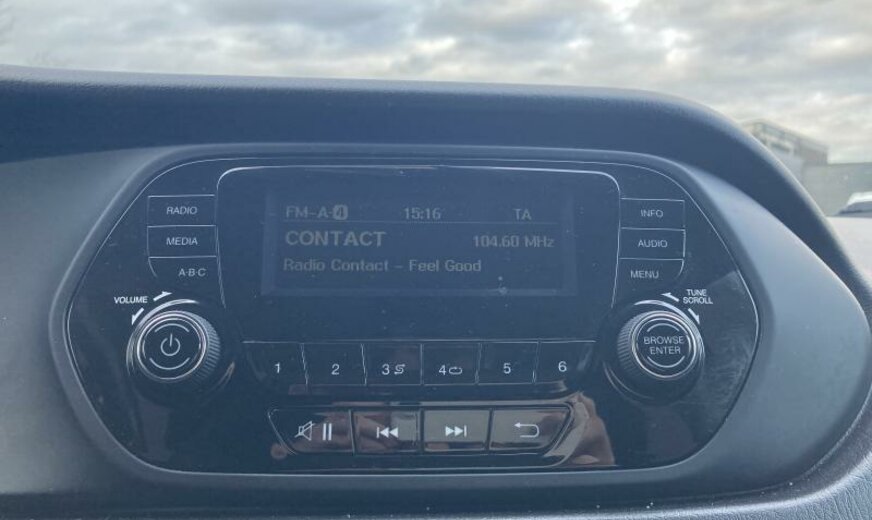 RADIO
MEDIA
A·B·C
FM-A-4 15:16 TA
CONTACT 104.60 MHz
Radio Contact - Feel Good
INFO
AUDIO
MENU
VOLUME
TUNE
SCROLL
BROWSE
ENTER
1 2 3 4 5 6